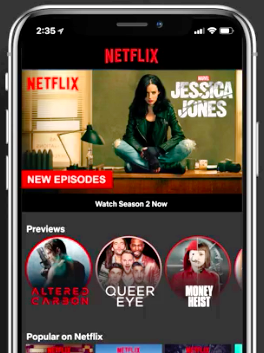 2:35
NETFLIX
NETFLIX
MARVEL
JESSICA
JONES
NEW EPISODES
Watch Season 2 Now
Previews
ALTERED
CARBON
QUEER
EYE
MONEY
HEIST
Popular on Netflix
NETFLIX